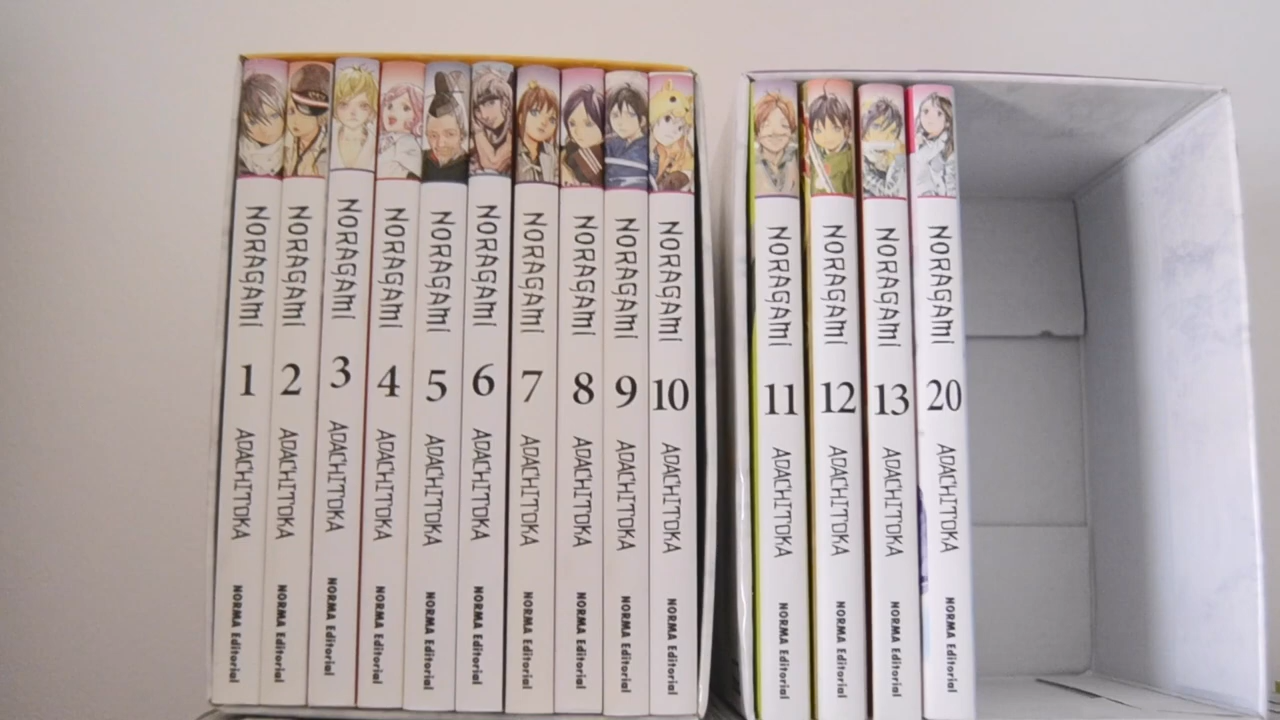 NORAGAMI 1 ADACHITOKA NORMA Editorial
NORAGAMI 2 ADACHITOKA NORMA Editorial
NORAGAMI 3 ADACHITOKA NORMA Editorial
NORAGAMI 4 ADACHITOKA NORMA Editorial
NORAGAMI 5 ADACHITOKA NORMA Editorial
NORAGAMI 6 ADACHITOKA NORMA Editorial
NORAGAMI 7 ADACHITOKA NORMA Editorial
NORAGAMI 8 ADACHITOKA NORMA Editorial
NORAGAMI 9 ADACHITOKA NORMA Editorial
NORAGAMI 10 ADACHITOKA NORMA Editorial
NORAGAMI 11 ADACHITOKA NORMA Editorial
NORAGAMI 12 ADACHITOKA NORMA Editorial
NORAGAMI 13 ADACHITOKA NORMA Editorial
NORAGAMI 20 ADACHITOKA NORMA Editorial